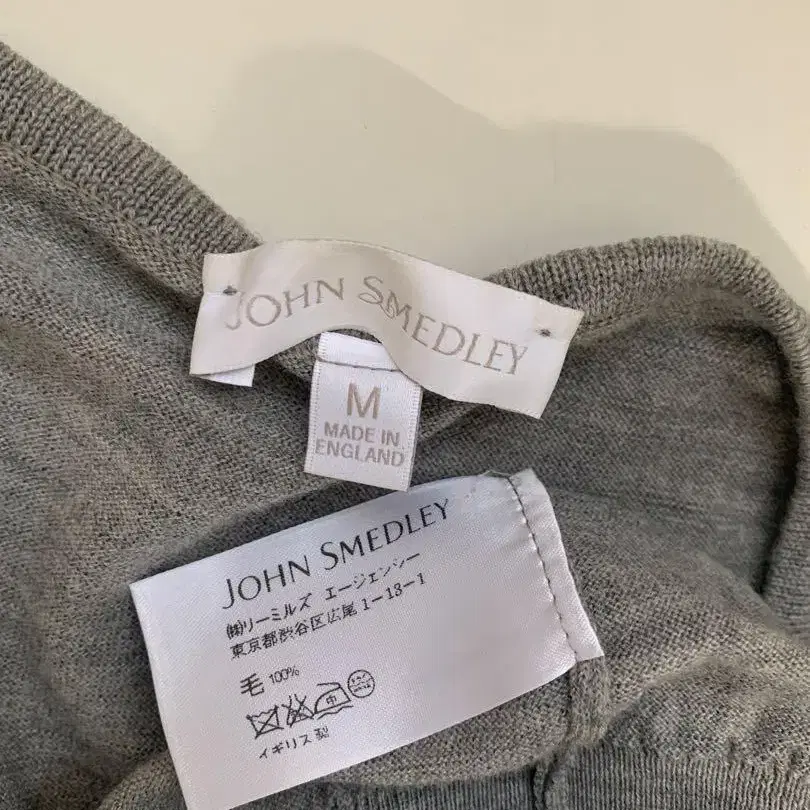 JOHN SMEDLEY
M
MADE IN
ENGLAND
JOHN SMEDLEY
㈱リーミルズ エージェンシー
東京都渋谷区広尾1-13-1
毛 100%
中
イギリス製